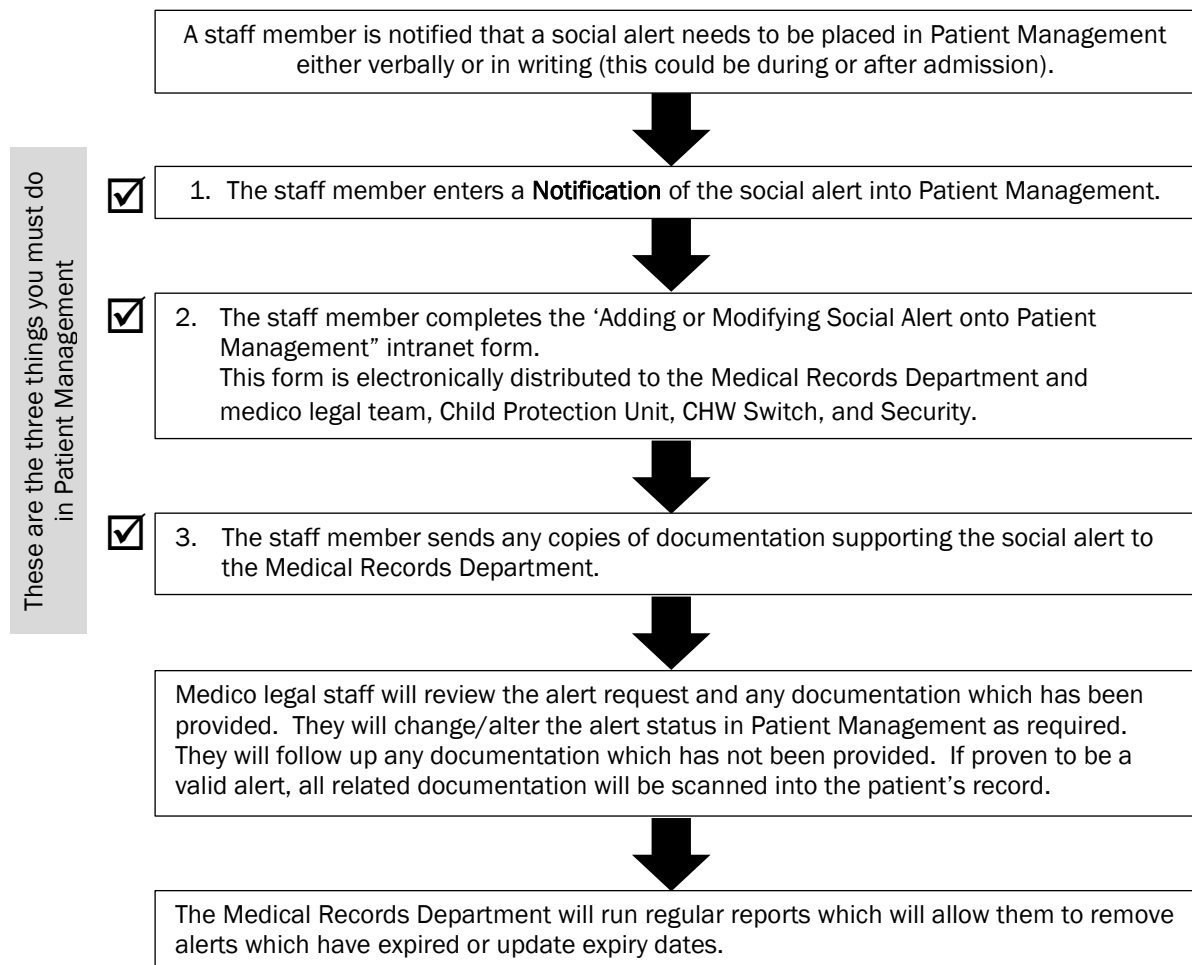 A staff member is notified that a social alert needs to be placed in Patient Management
either verbally or in writing (this could be during or after admission).
These are the three things you must do
in Patient Management
1. The staff member enters a Notification of the social alert into Patient Management.
2. The staff member completes the ‘Adding or Modifying Social Alert onto Patient
Management” intranet form.
This form is electronically distributed to the Medical Records Department and
medico legal team, Child Protection Unit, CHW Switch, and Security.
3. The staff member sends any copies of documentation supporting the social alert to
the Medical Records Department.
Medico legal staff will review the alert request and any documentation which has been
provided. They will change/alter the alert status in Patient Management as required.
They will follow up any documentation which has not been provided. If proven to be a
valid alert, all related documentation will be scanned into the patient’s record.
The Medical Records Department will run regular reports which will allow them to remove
alerts which have expired or update expiry dates.